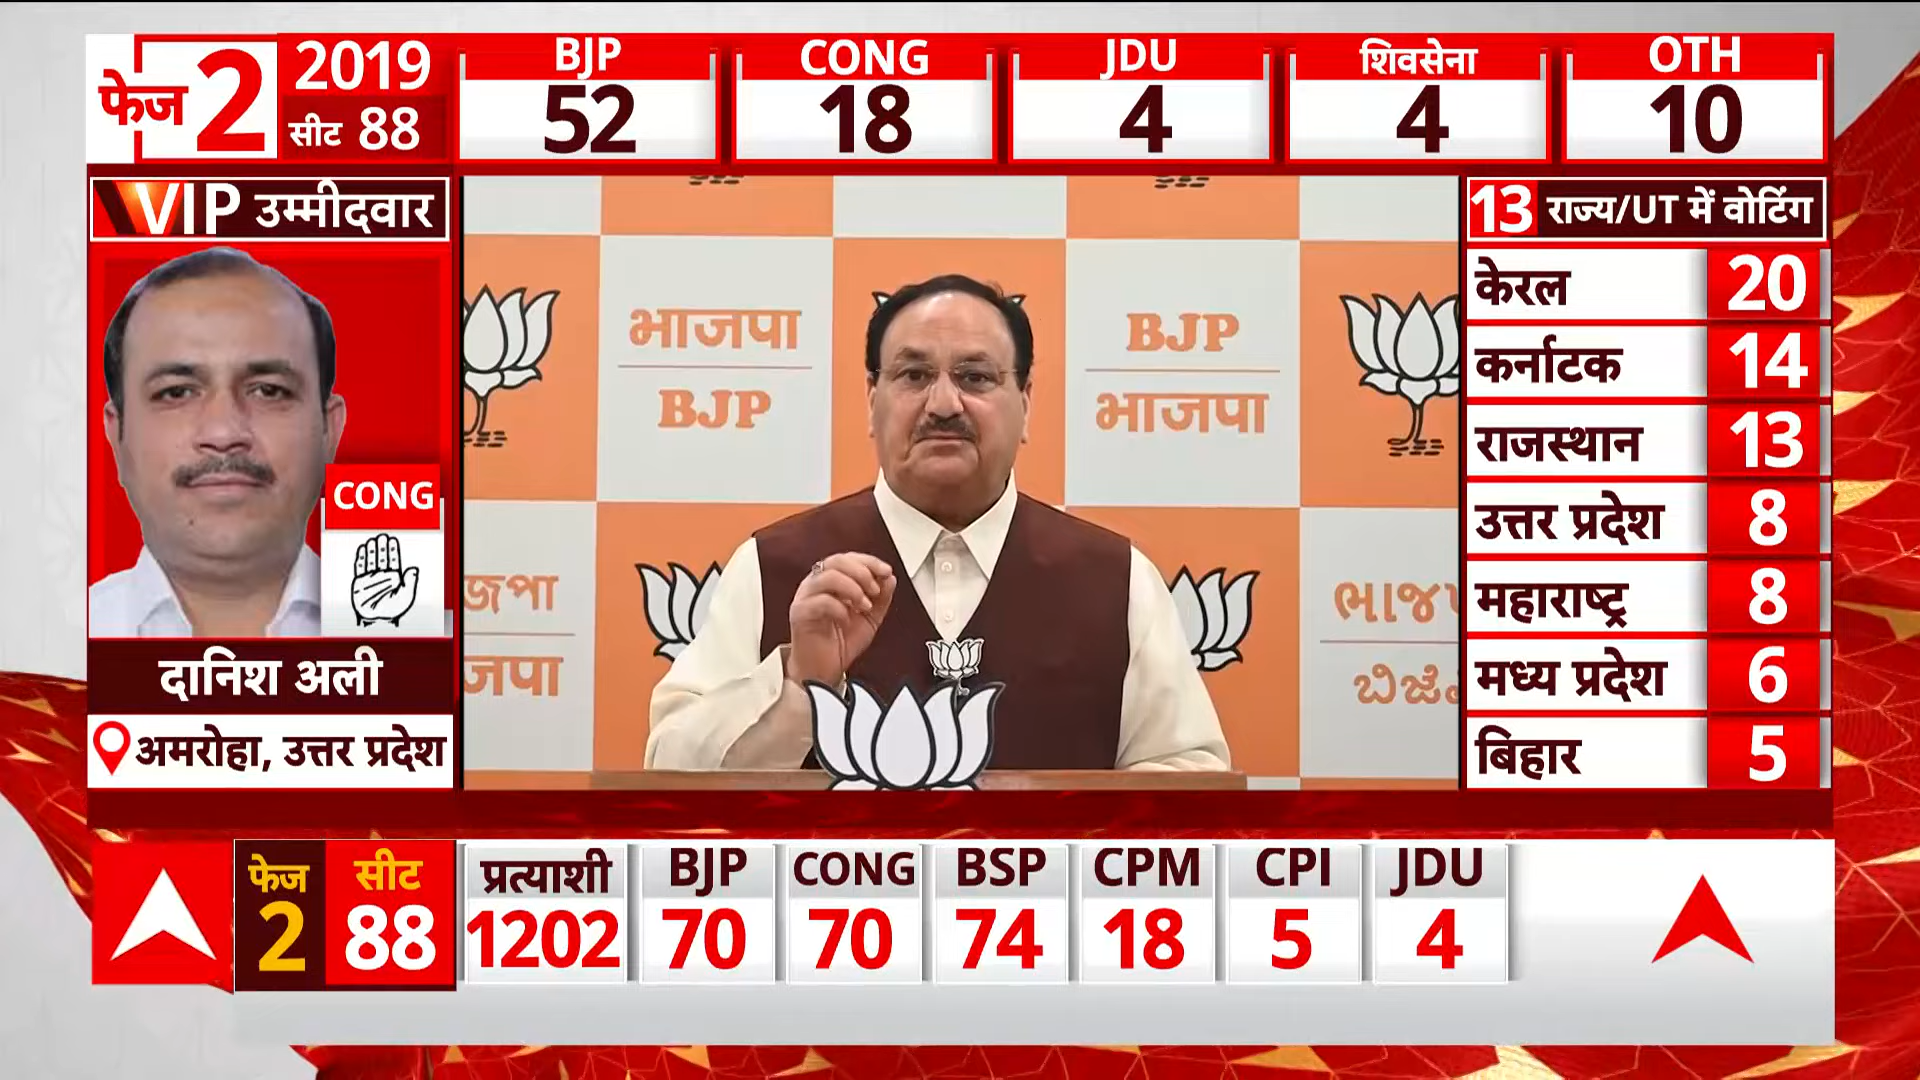 फेज 2
2019
सीट 88
BJP
52
CONG
18
JDU
4
शिवसेना
4
OTH
10
VIP उम्मीदवार
CONG
दानिश अली
अमरोहा, उत्तर प्रदेश
भाजपा
BJP
BJP
भाजपा
13 राज्य/UT में वोटिंग
केरल 20
कर्नाटक 14
राजस्थान 13
उत्तर प्रदेश 8
महाराष्ट्र 8
मध्य प्रदेश 6
बिहार 5
फेज
2
सीट
88
प्रत्याशी
1202
BJP
70
CONG
70
BSP
74
CPM
18
CPI
5
JDU
4